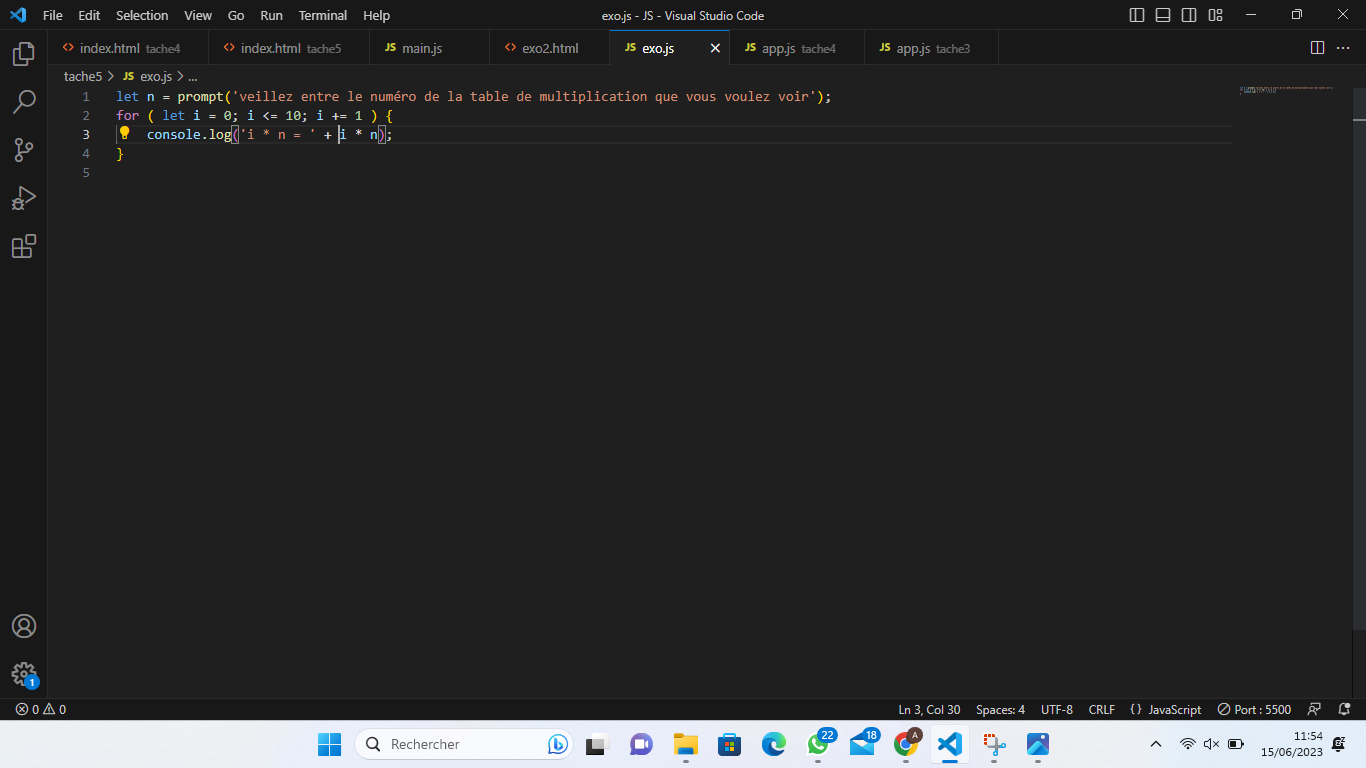 File Edit Selection View Go Run Terminal Help
exo.js - JS - Visual Studio Code
index.html tache4
index.html tache5
JS main.js
exo2.html
JS exo.js
JS app.js tache4
JS app.js tache3
tache5 > JS exo.js > ...
1 let n = prompt('veillez entre le numéro de la table de multiplication que vous voulez voir');
2 for ( let i = 0; i <= 10; i += 1 ) {
3 console.log('i * n = ' + i * n);
4 }
5
1
0 0
Ln 3, Col 30 Spaces: 4 UTF-8 CRLF {} JavaScript Port : 5500
Rechercher
22
18
A
11:54
15/06/2023